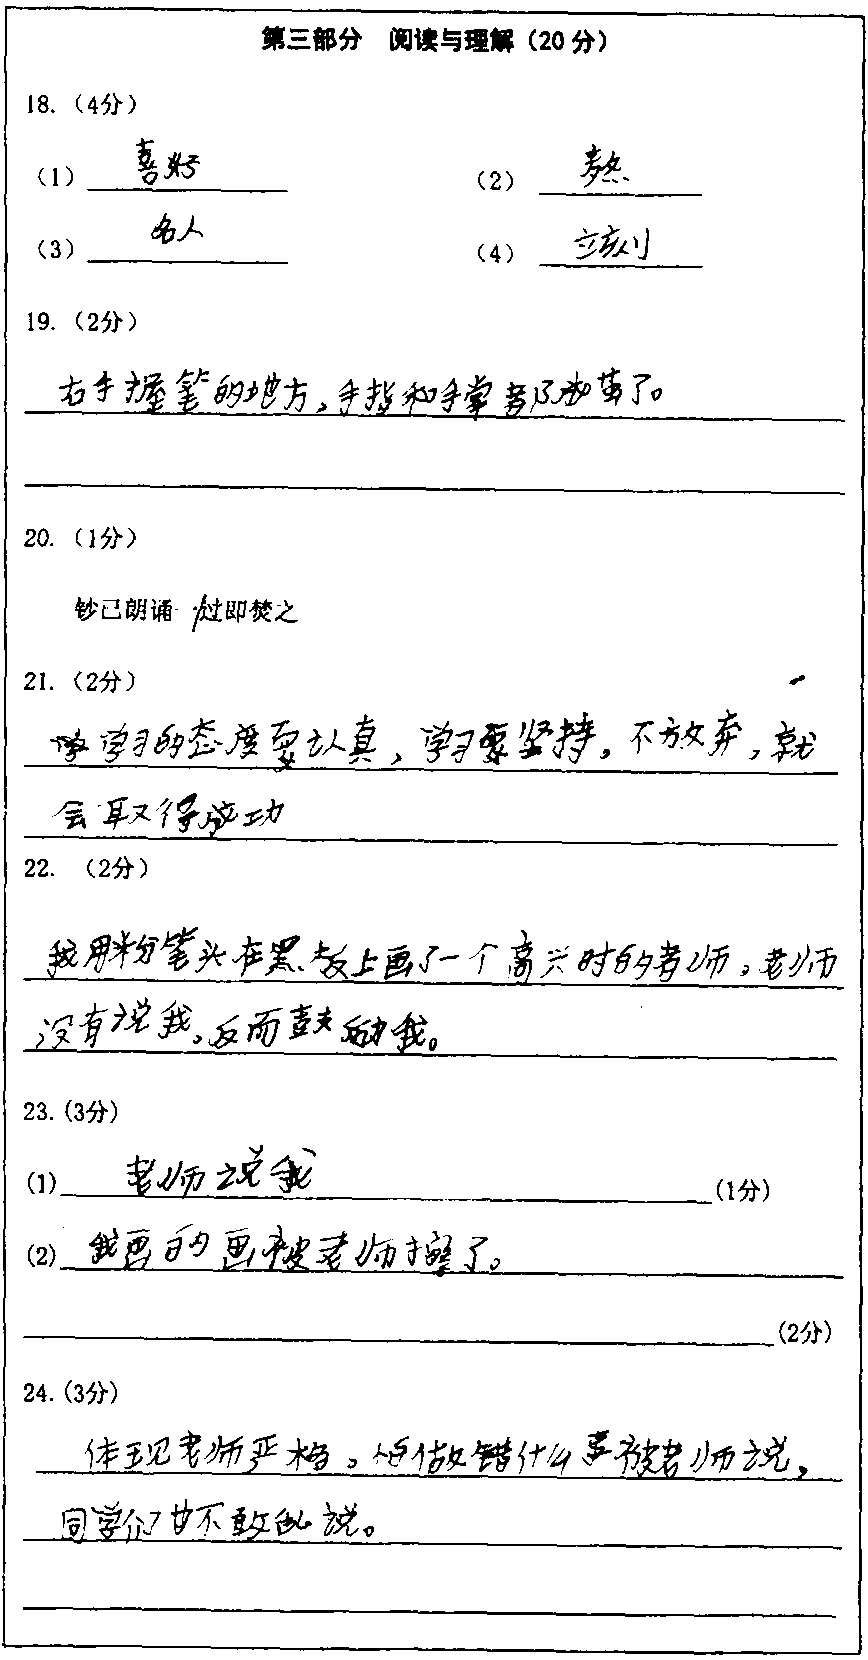 第三部分 阅读与理解（20分）
18.（4分）
（1）喜好 （2）熬
（3）名人 （4）立刻
19.（2分）
右手握笔的地方，手指和手掌都成茧了。
20.（1分）
钞已朗诵 /过即焚之
21.（2分）
学习的态度要认真，学习要坚持，不放弃，就
会取得成功
22. （2分）
我用粉笔头在黑板上画了一个高兴时的老师，老师
没有说我，反而鼓励我。
23.(3分)
(1) 老师说我 (1分)
(2) 我画的画被老师擦了。
(2分)
24.(3分)
体现老师严格。怕做错什么事被老师说，
同学们 不敢乱说。